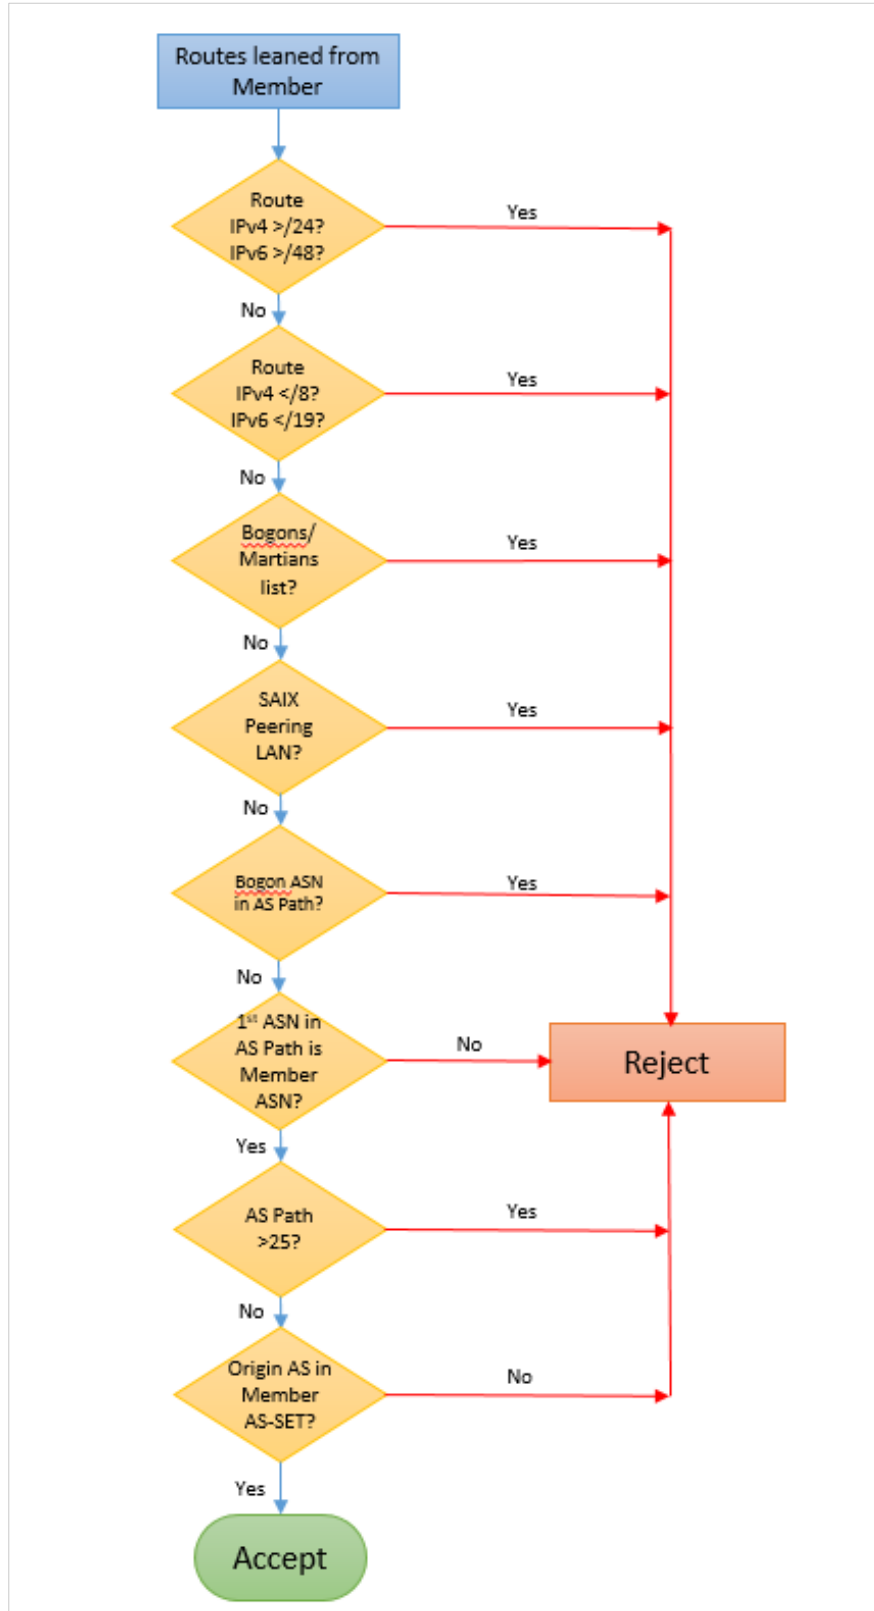 Routes leaned from
Member
Route
IPv4 >/24?
IPv6 >/48?
Yes
No
Route
IPv4 </8?
IPv6 </19?
Yes
No
Bogons/
Martians
list?
Yes
No
SAIX
Peering
LAN?
Yes
No
Bogon ASN
in AS Path?
Yes
No
1st ASN in
AS Path is
Member
ASN?
No
Reject
Yes
AS Path
>25?
Yes
No
Origin AS in
Member
AS-SET?
No
Yes
Accept